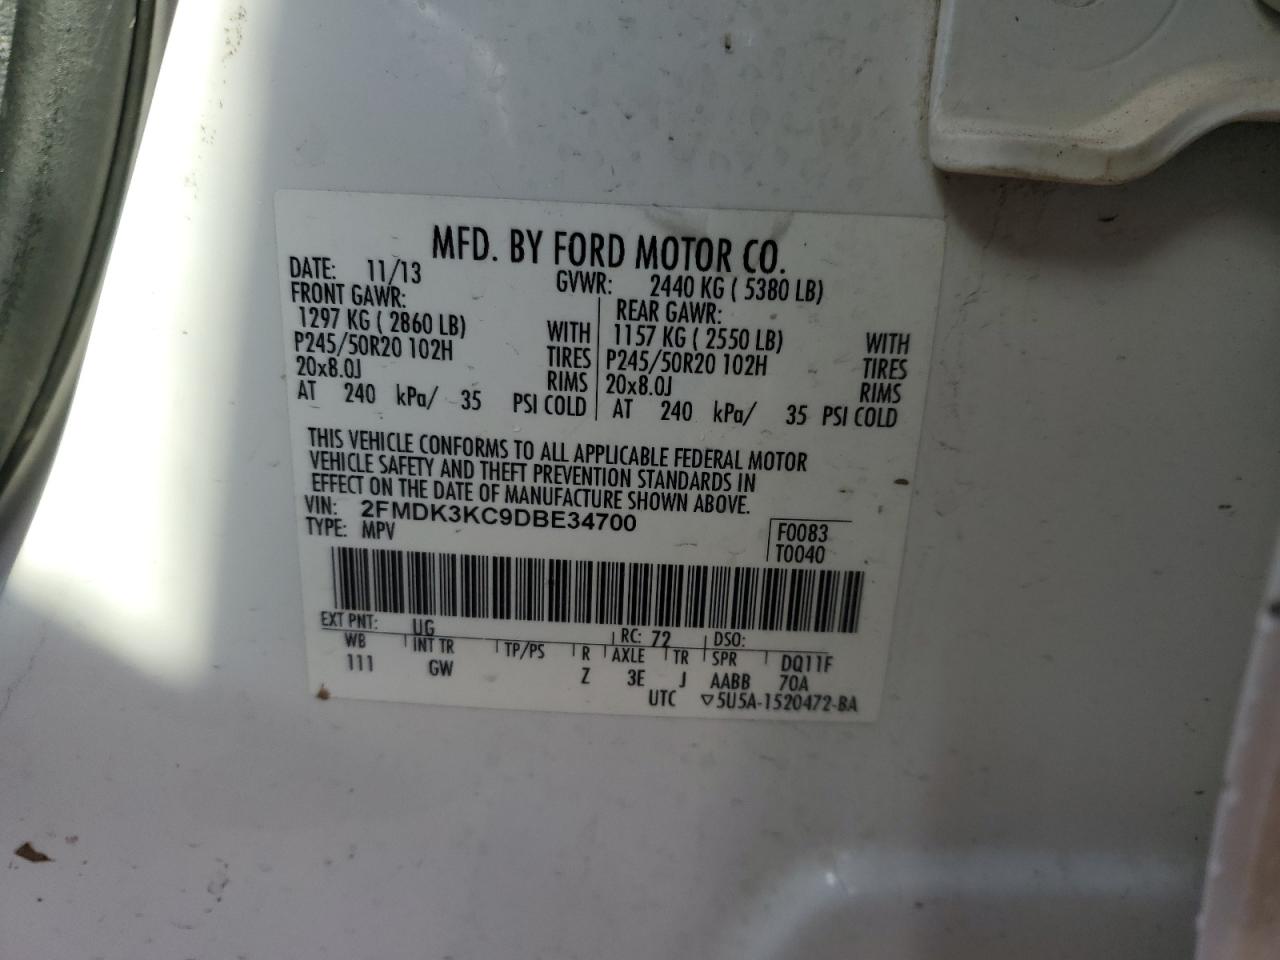 MFD. BY FORD MOTOR CO.
DATE: 11/13 GVWR: 2440 KG ( 5380 LB)
FRONT GAWR: REAR GAWR:
1297 KG ( 2860 LB) WITH 1157 KG ( 2550 LB) WITH
P245/50R20 102H TIRES P245/50R20 102H TIRES
20x8.0J RIMS 20x8.0J RIMS
AT 240 kPa/ 35 PSI COLD AT 240 kPa/ 35 PSI COLD
THIS VEHICLE CONFORMS TO ALL APPLICABLE FEDERAL MOTOR
VEHICLE SAFETY AND THEFT PREVENTION STANDARDS IN
EFFECT ON THE DATE OF MANUFACTURE SHOWN ABOVE.
VIN: 2FMDK3KC9DBE34700 F0083
TYPE: MPV T0040
EXT PNT: UG RC: 72 DSO:
WB INT TR TP/PS R AXLE TR SPR DQ11F
111 GW Z 3E J AABB 70A
UTC ▽5U5A-1520472-BA